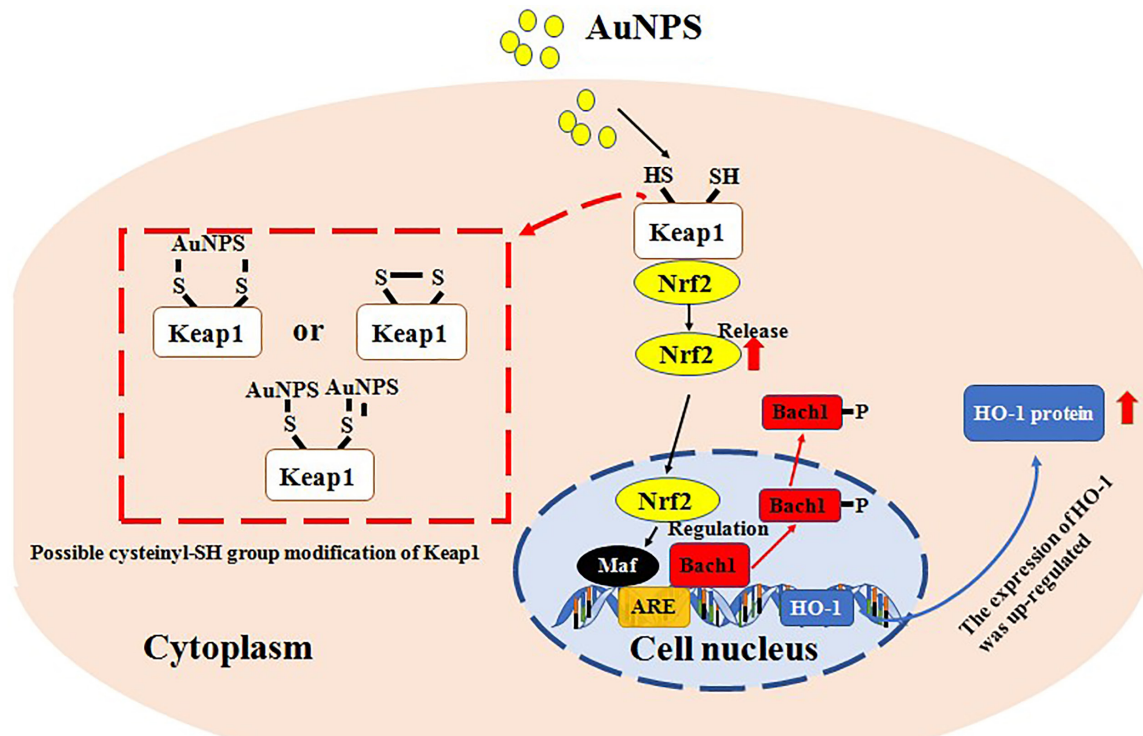 AuNPS
HS
SH
Keap1
Nrf2
Release
Nrf2
AuNPS
S
S
Keap1
or
S
S
Keap1
AuNPS
AuNPS
S
S
Keap1
Possible cysteinyl-SH group modification of Keap1
Bach1
P
HO-1 protein
Nrf2
Bach1
P
Regulation
Maf
Bach1
ARE
HO-1
The expression of HO-1
was up-regulated
Cytoplasm
Cell nucleus